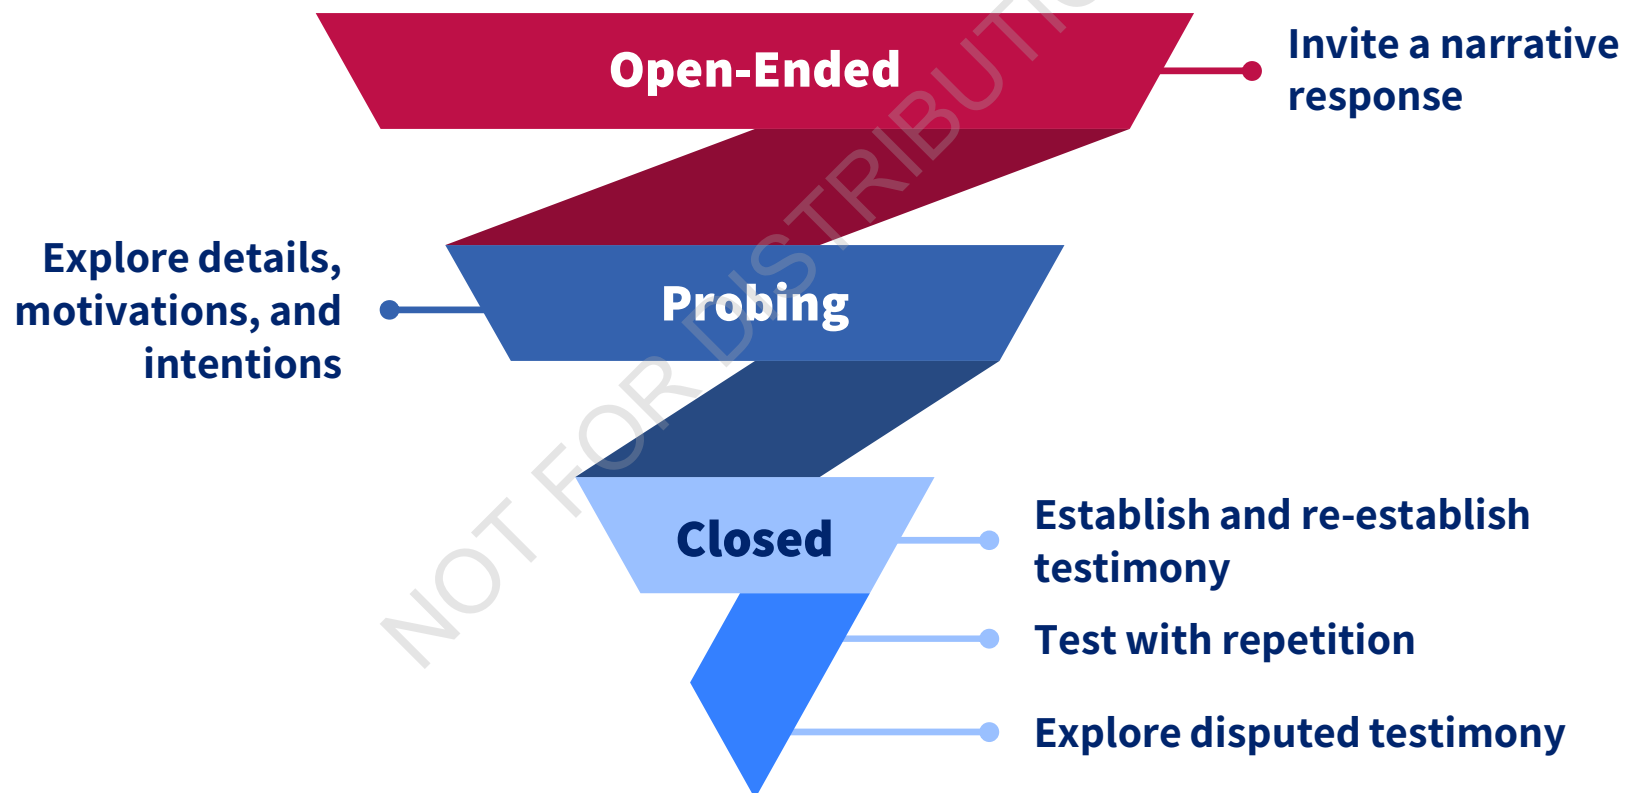 Open-Ended
Invite a narrative
response
Explore details,
motivations, and
intentions
Probing
Closed
Establish and re-establish
testimony
Test with repetition
Explore disputed testimony
NOT FOR DISTRIBUTIO